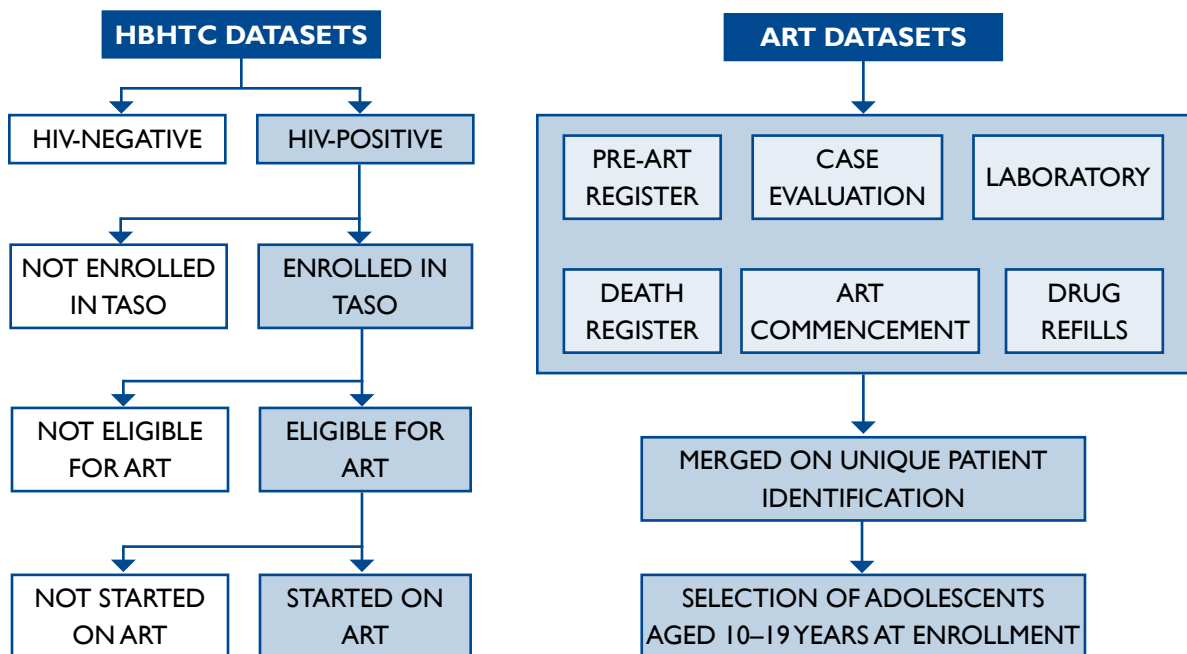 HBHTC DATASETS
HIV-NEGATIVE
HIV-POSITIVE
NOT ENROLLED
IN TASO
ENROLLED IN
TASO
NOT ELIGIBLE
FOR ART
ELIGIBLE FOR
ART
NOT STARTED
ON ART
STARTED ON
ART
ART DATASETS
PRE-ART
REGISTER
CASE
EVALUATION
LABORATORY
DEATH
REGISTER
ART
COMMENCEMENT
DRUG
REFILLS
MERGED ON UNIQUE PATIENT
IDENTIFICATION
SELECTION OF ADOLESCENTS
AGED 10–19 YEARS AT ENROLLMENT